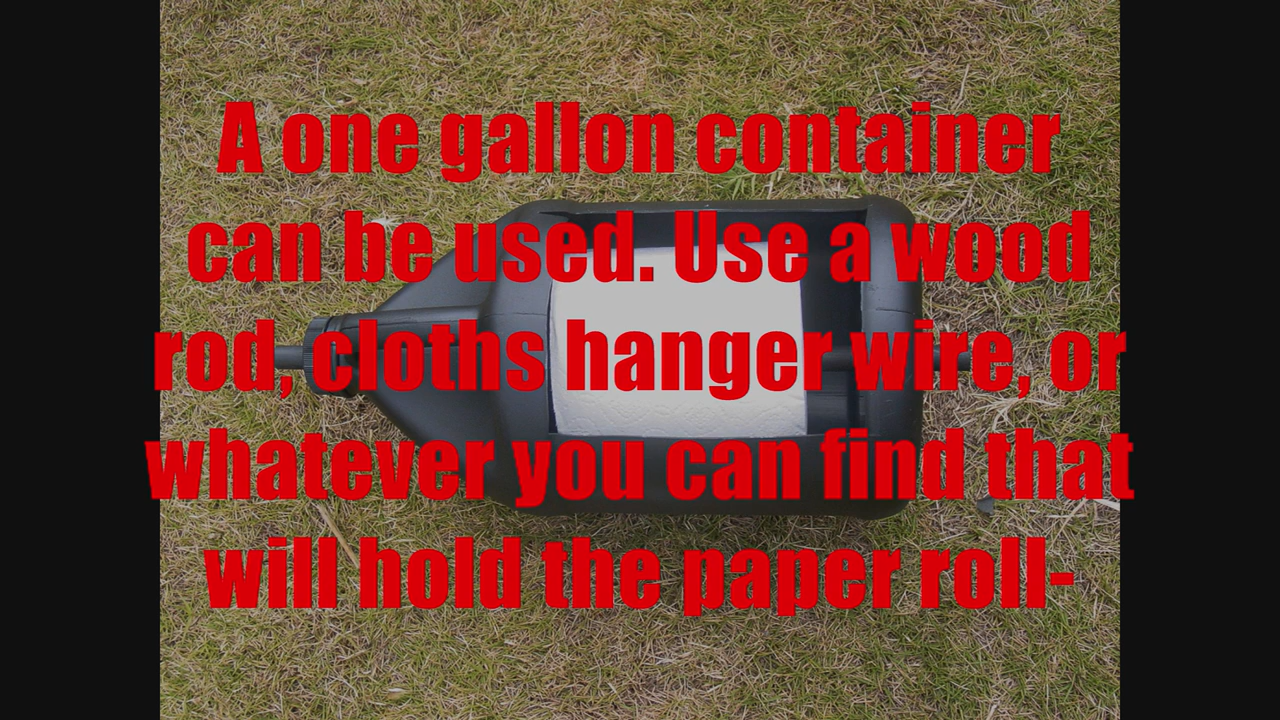 A one gallon container
can be used. Use a wood
rod, cloths hanger wire, or
whatever you can find that
will hold the paper roll-